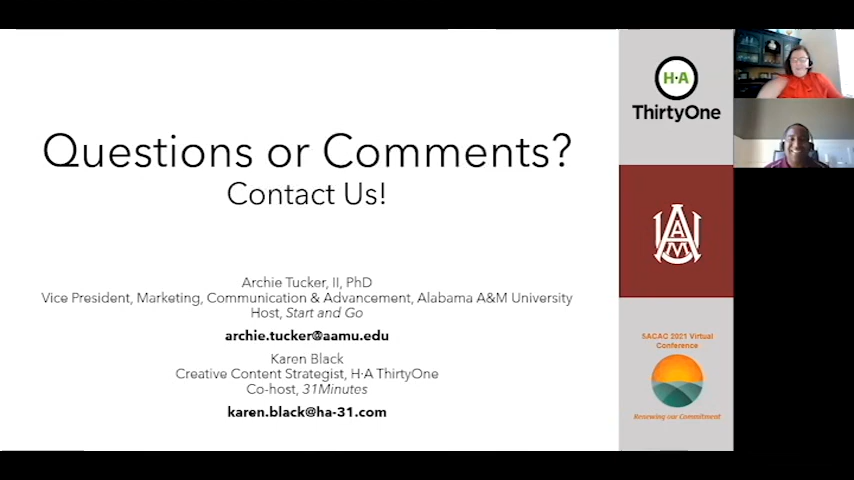 Questions or Comments?
Contact Us!
Archie Tucker, II, PhD
Vice President, Marketing, Communication & Advancement, Alabama A&M University
Host, Start and Go
archie.tucker@aamu.edu
Karen Black
Creative Content Strategist, H·A ThirtyOne
Co-host, 31Minutes
karen.black@ha-31.com
H·A
ThirtyOne
AAMU
SACAC 2021 Virtual
Conference
Renewing our Commitment